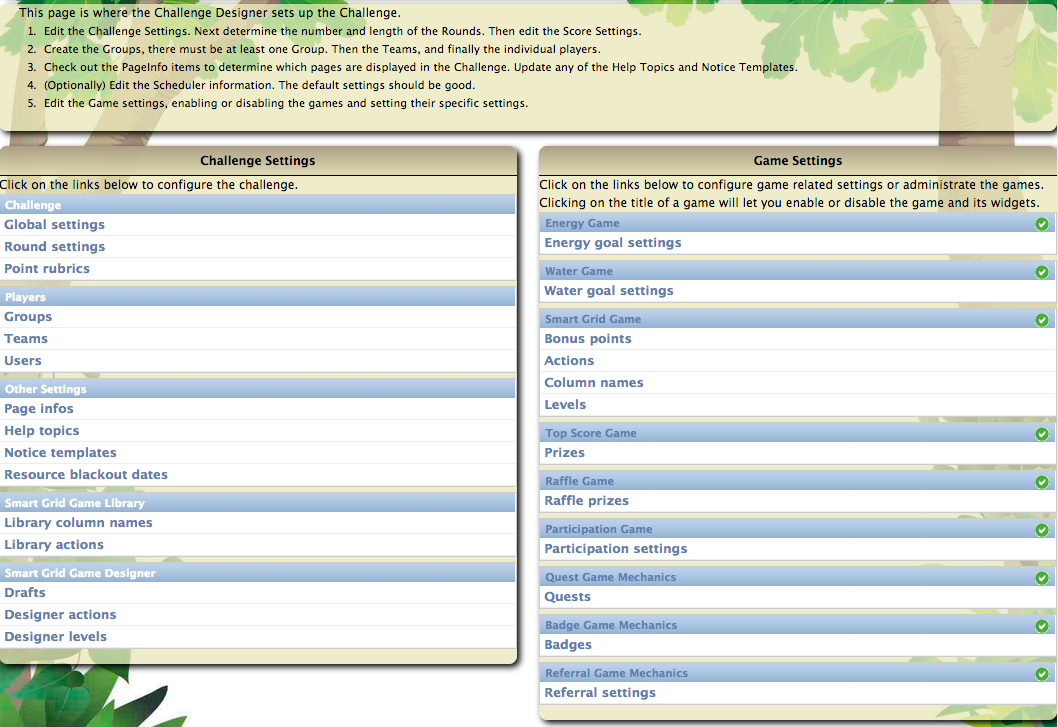 This page is where the Challenge Designer sets up the Challenge.
1. Edit the Challenge Settings. Next determine the number and length of the Rounds. Then edit the Score Settings.
2. Create the Groups, there must be at least one Group. Then the Teams, and finally the individual players.
3. Check out the PageInfo items to determine which pages are displayed in the Challenge. Update any of the Help Topics and Notice Templates.
4. (Optionally) Edit the Scheduler information. The default settings should be good.
5. Edit the Game settings, enabling or disabling the games and setting their specific settings.
Challenge Settings
Click on the links below to configure the challenge.
Challenge
Global settings
Round settings
Point rubrics
Players
Groups
Teams
Users
Other Settings
Page infos
Help topics
Notice templates
Resource blackout dates
Smart Grid Game Library
Library column names
Library actions
Smart Grid Game Designer
Drafts
Designer actions
Designer levels
Game Settings
Click on the links below to configure game related settings or administrate the games.
Clicking on the title of a game will let you enable or disable the game and its widgets.
Energy Game
Energy goal settings
Water Game
Water goal settings
Smart Grid Game
Bonus points
Actions
Column names
Levels
Top Score Game
Prizes
Raffle Game
Raffle prizes
Participation Game
Participation settings
Quest Game Mechanics
Quests
Badge Game Mechanics
Badges
Referral Game Mechanics
Referral settings